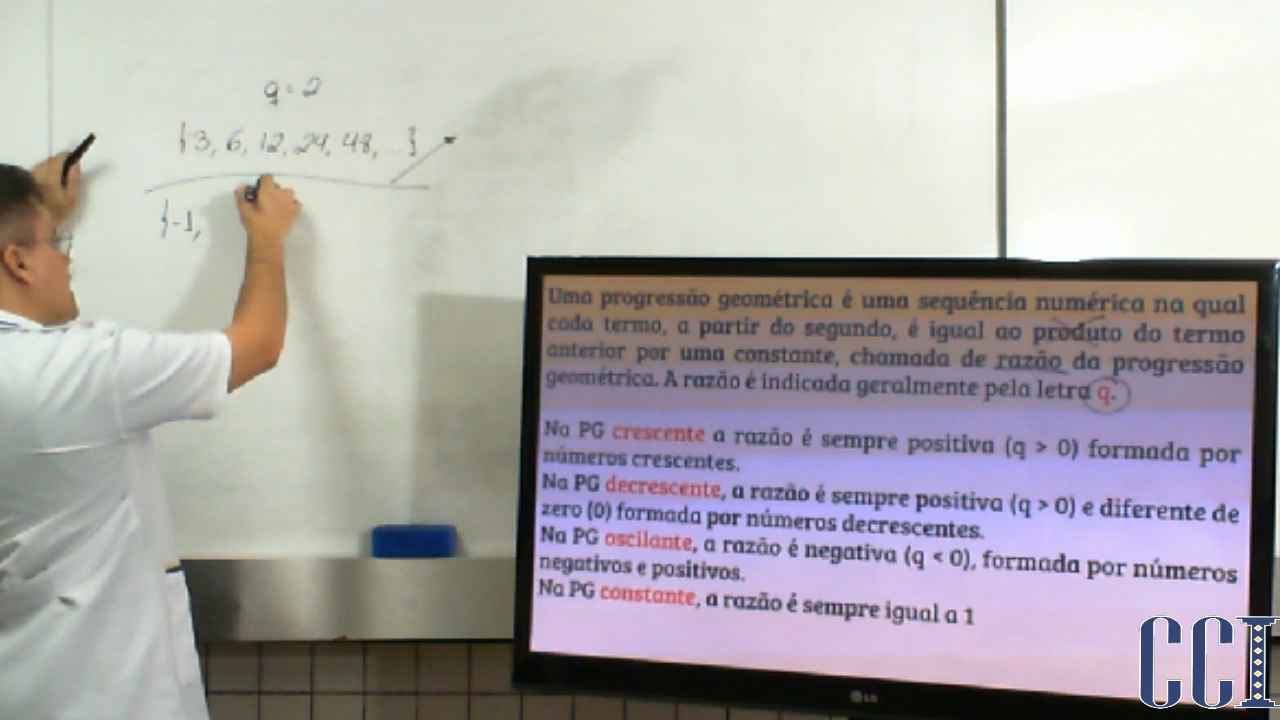 q = 2
{3, 6, 12, 24, 48, ...}
{-1,
Uma progressão geométrica é uma sequência numérica na qual
cada termo, a partir do segundo, é igual ao produto do termo
anterior por uma constante, chamada de razão da progressão
geométrica. A razão é indicada geralmente pela letra q.
Na PG crescente a razão é sempre positiva (q > 0) formada por
números crescentes.
Na PG decrescente, a razão é sempre positiva (q > 0) e diferente de
zero (0) formada por números decrescentes.
Na PG oscilante, a razão é negativa (q < 0), formada por números
negativos e positivos.
Na PG constante, a razão é sempre igual a 1
LG
CCI